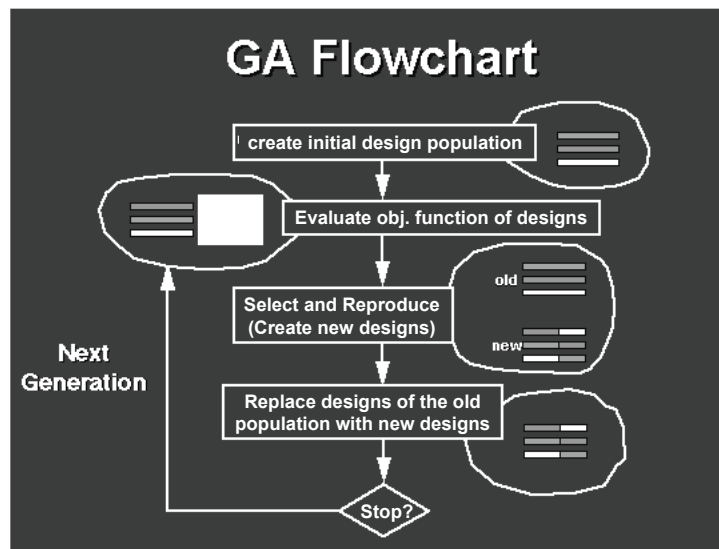 GA Flowchart
create initial design population
Evaluate obj. function of designs
old
Select and Reproduce
(Create new designs)
new
Next
Generation
Replace designs of the old
population with new designs
Stop?